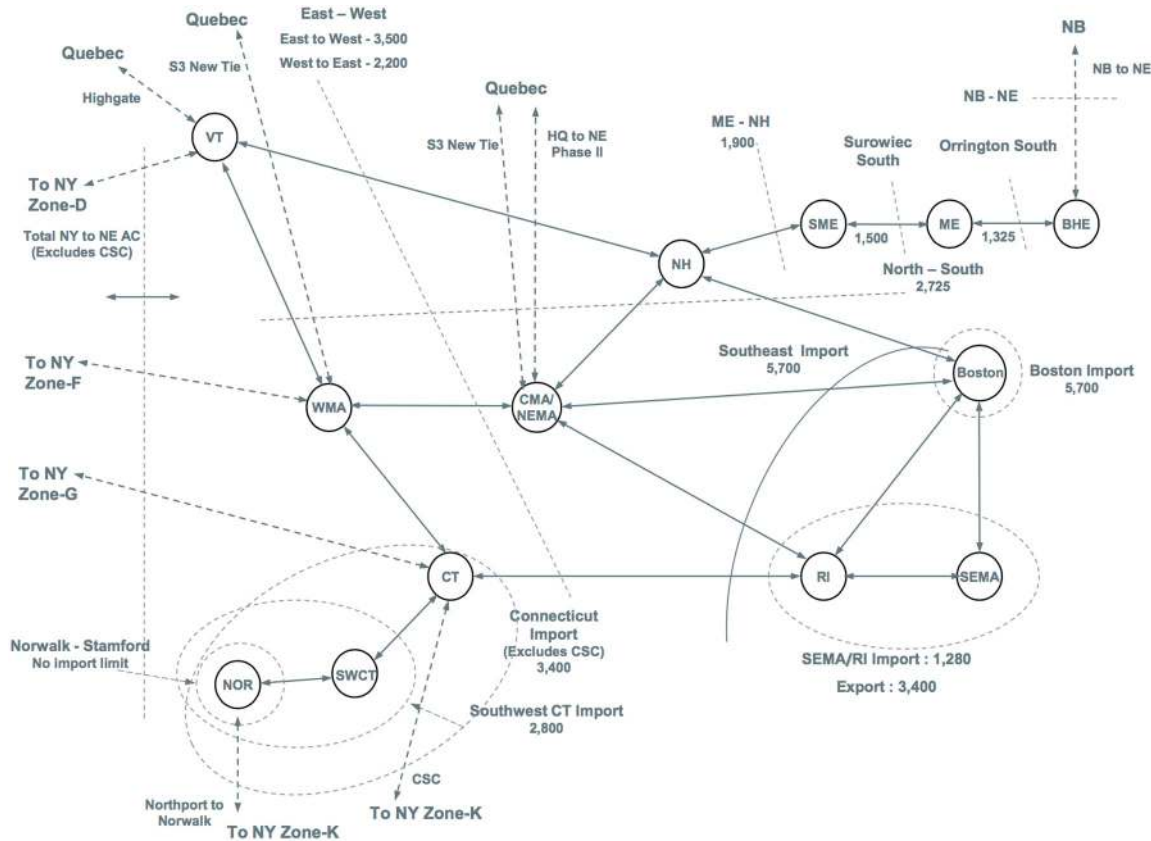 Quebec
East – West
East to West - 3,500
West to East - 2,200
S3 New Tie
Quebec
Highgate
VT
Quebec
S3 New Tie
HQ to NE
Phase II
NB
NB to NE
NB - NE
ME - NH
1,900
Surowiec
South
Orrington South
To NY
Zone-D
Total NY to NE AC
(Excludes CSC)
SME
1,500
ME
1,325
BHE
NH
North – South
2,725
To NY
Zone-F
WMA
CMA/
NEMA
Southeast Import
5,700
Boston
Boston Import
5,700
To NY
Zone-G
CT
RI
SEMA
Connecticut
Import
(Excludes CSC)
3,400
Norwalk - Stamford
No import limit
NOR
SWCT
SEMA/RI Import : 1,280
Export : 3,400
Southwest CT Import
2,800
CSC
Northport to
Norwalk
To NY Zone-K
To NY Zone-K